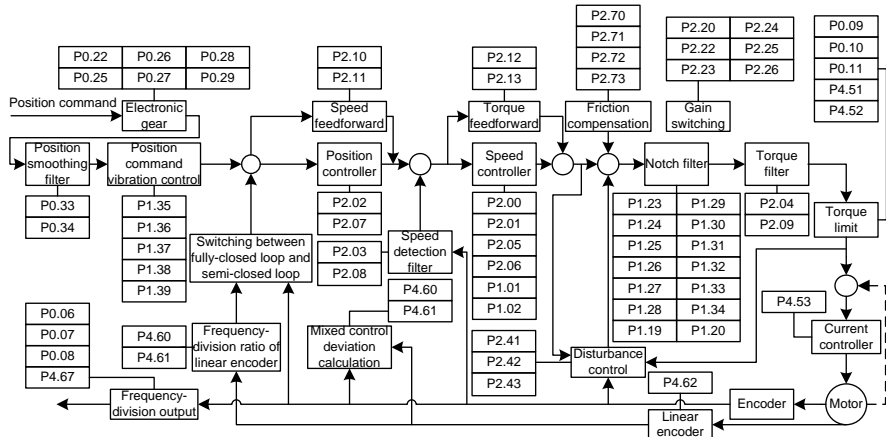 P0.22 P0.26 P0.28
P0.25 P0.27 P0.29
P2.10
P2.11
P2.12
P2.13
P2.70
P2.71
P2.72
P2.73
P2.20 P2.24
P2.22 P2.25
P2.23 P2.26
P0.09
P0.10
P0.11
P4.51
P4.52
Position command
Electronic
gear
Speed
feedforward
Torque
feedforward
Friction
compensation
Gain
switching
Position
smoothing
filter
Position
command
vibration control
Position
controller
Speed
controller
Notch filter
Torque
filter
Torque
limit
P0.33
P0.34
P1.35
P1.36
P1.37
P1.38
P1.39
Switching between
fully-closed loop and
semi-closed loop
P2.02
P2.07
P2.03
P2.08
Speed
detection
filter
P2.00
P2.01
P2.05
P2.06
P1.01
P1.02
P1.23 P1.29
P1.24 P1.30
P1.25 P1.31
P1.26 P1.32
P1.27 P1.33
P1.28 P1.34
P1.19 P1.20
P2.04
P2.09
P0.06
P0.07
P0.08
P4.67
P4.60
P4.61
Frequency-
division ratio of
linear encoder
P4.60
P4.61
Mixed control
deviation
calculation
P2.41
P2.42
P2.43
Disturbance
control
P4.53
Current
controller
Frequency-
division output
P4.62
Linear
encoder
Encoder
Motor